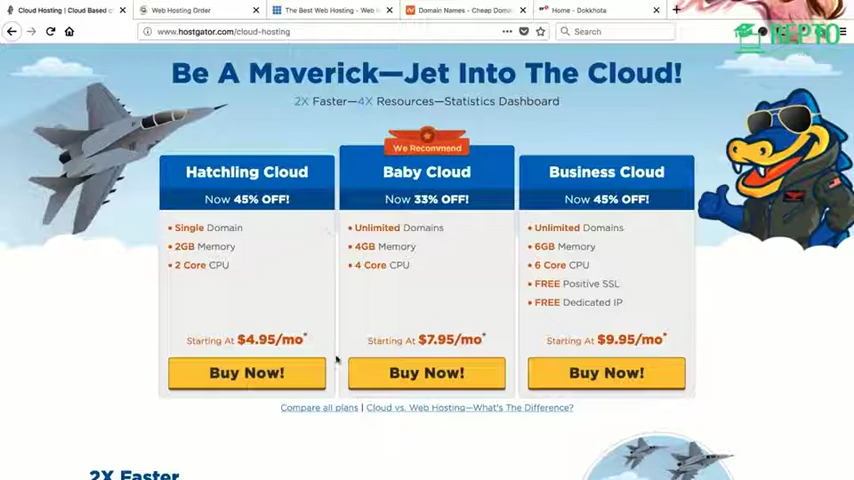 Cloud Hosting | Cloud Based c
Web Hosting Order
The Best Web Hosting - Web H
Domain Names - Cheap Doma
Home - Dokkhota
www.hostgator.com/cloud-hosting
Search
REPTO
Be A Maverick—Jet Into The Cloud!
2X Faster—4X Resources—Statistics Dashboard
We Recommend
Hatchling Cloud
Now 45% OFF!
• Single Domain
• 2GB Memory
• 2 Core CPU
Starting At $4.95/mo*
Buy Now!
Baby Cloud
Now 33% OFF!
• Unlimited Domains
• 4GB Memory
• 4 Core CPU
Starting At $7.95/mo*
Buy Now!
Business Cloud
Now 45% OFF!
• Unlimited Domains
• 6GB Memory
• 6 Core CPU
• FREE Positive SSL
• FREE Dedicated IP
Starting At $9.95/mo*
Buy Now!
Compare all plans | Cloud vs. Web Hosting—What's The Difference?
2X Faster